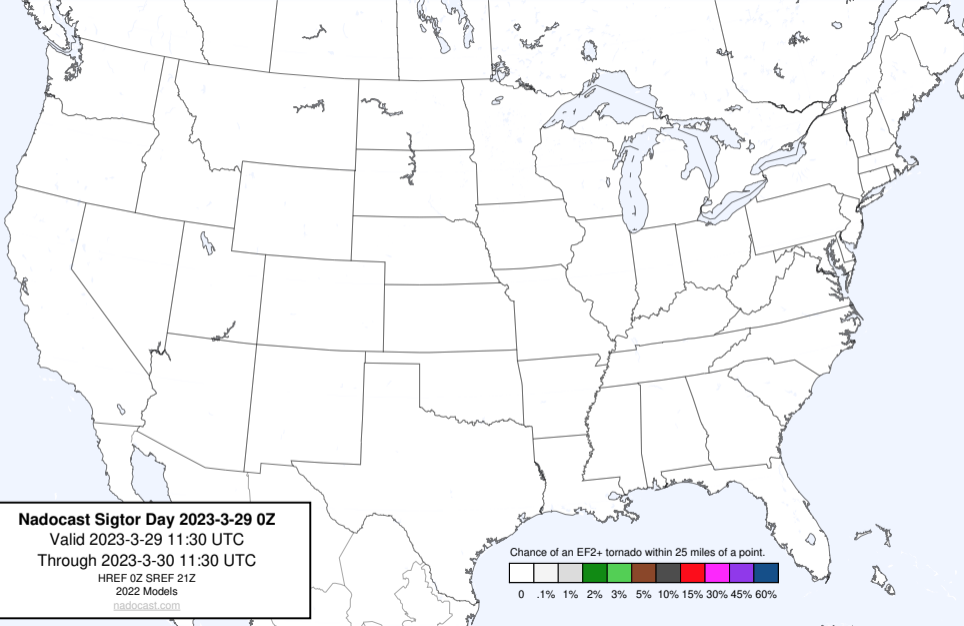 Nadocast Sigtor Day 2023-3-29 0Z
Valid 2023-3-29 11:30 UTC
Through 2023-3-30 11:30 UTC
HREF 0Z SREF 21Z
2022 Models
nadocast.com
Chance of an EF2+ tornado within 25 miles of a point.
0 .1% 1% 2% 3% 5% 10% 15% 30% 45% 60%